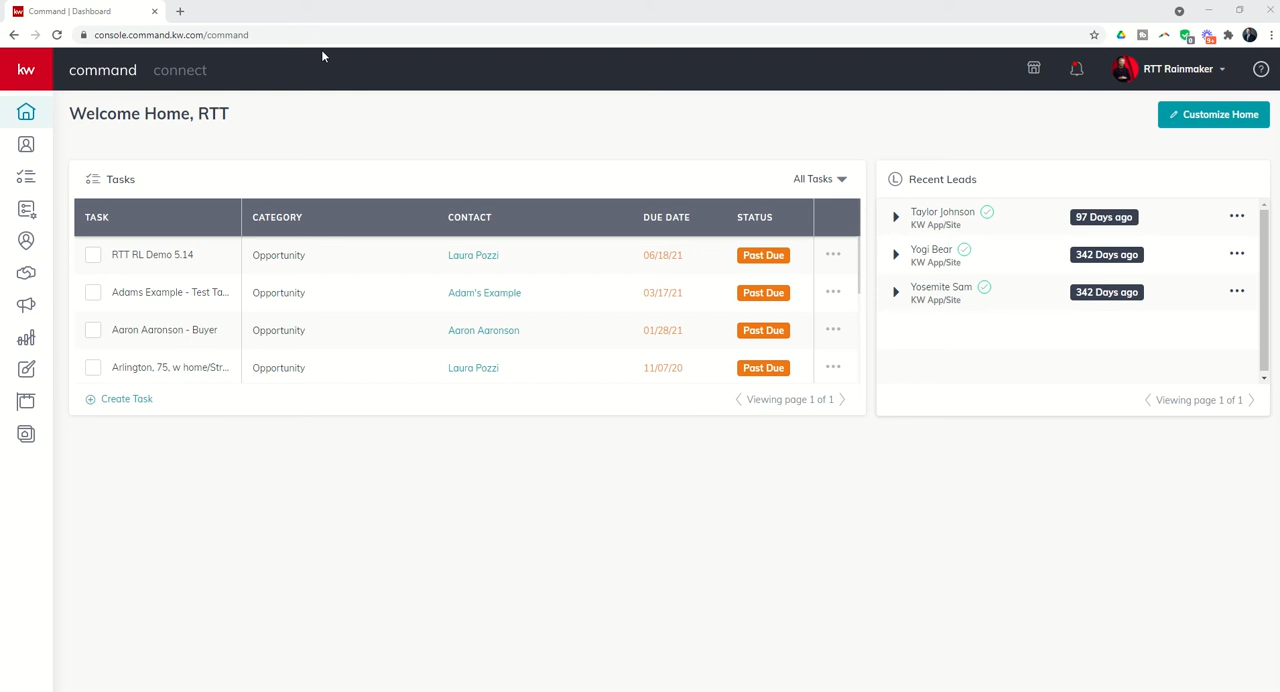 kw Command | Dashboard
console.command.kw.com/command
8
9+
kw
command connect
RTT Rainmaker
?
Welcome Home, RTT
Customize Home
Tasks
All Tasks
TASK CATEGORY CONTACT DUE DATE STATUS
RTT RL Demo 5.14 Opportunity Laura Pozzi 06/18/21 Past Due
Adams Example - Test Ta... Opportunity Adam's Example 03/17/21 Past Due
Aaron Aaronson - Buyer Opportunity Aaron Aaronson 01/28/21 Past Due
Arlington, 75, w home/Str... Opportunity Laura Pozzi 11/07/20 Past Due
Create Task
Viewing page 1 of 1
L Recent Leads
Taylor Johnson 97 Days ago
KW App/Site
Yogi Bear 342 Days ago
KW App/Site
Yosemite Sam 342 Days ago
KW App/Site
Viewing page 1 of 1